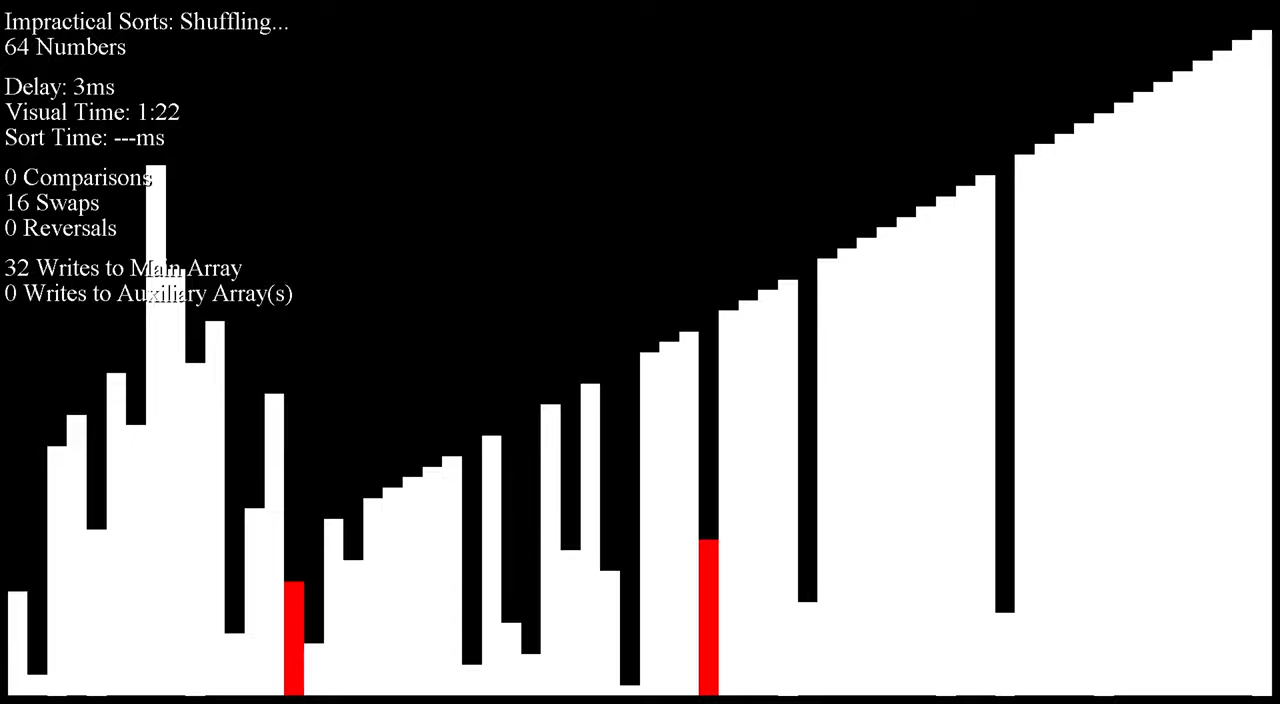 Impractical Sorts: Shuffling...
64 Numbers
Delay: 3ms
Visual Time: 1:22
Sort Time: ---ms
0 Comparisons
16 Swaps
0 Reversals
32 Writes to Main Array
0 Writes to Auxiliary Array(s)